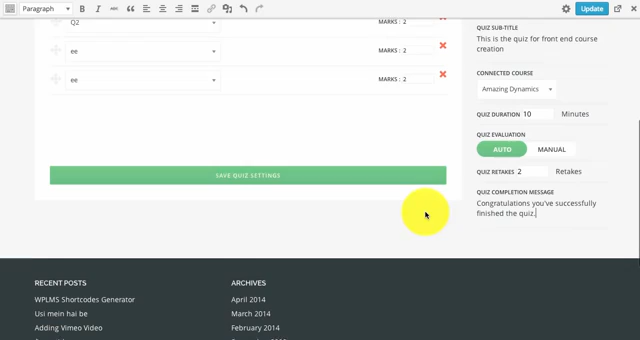 Paragraph
B I ABC
Update
Q2
MARKS : 2
ee
MARKS : 2
ee
MARKS : 2
SAVE QUIZ SETTINGS
QUIZ SUB-TITLE
This is the quiz for front end course
creation
CONNECTED COURSE
Amazing Dynamics
QUIZ DURATION 10 Minutes
QUIZ EVALUATION
AUTO MANUAL
QUIZ RETAKES 2 Retakes
QUIZ COMPLETION MESSAGE
Congratulations you've successfully
finished the quiz.
RECENT POSTS
WPLMS Shortcodes Generator
Usi mein hai be
Adding Vimeo Video
ARCHIVES
April 2014
March 2014
February 2014